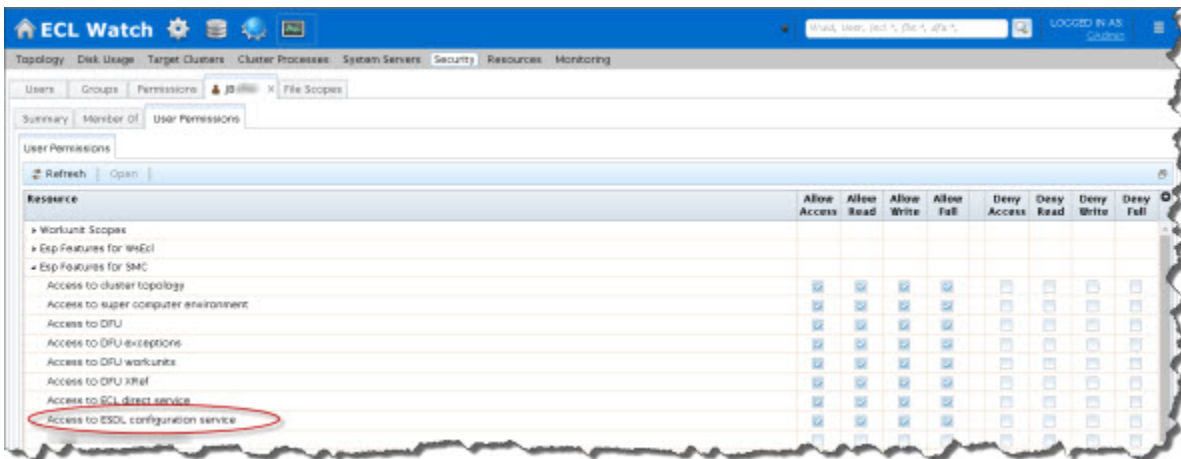 ECL Watch
LOGGED IN AS:
Topology Disk Usage Target Clusters Cluster Processes System Servers Security Resources Monitoring
Users Groups Permissions File Scopes
Summary Member Of User Permissions
User Permissions
Refresh Open
Resource Allow Access Allow Read Allow Write Allow Full Deny Access Deny Read Deny Write Deny Full
Workunit Scopes
Esp Features for WsEcl
Esp Features for SMC
Access to cluster topology
Access to super computer environment
Access to DFU
Access to DFU exceptions
Access to DFU workunits
Access to DFU XRef
Access to ECL direct service
Access to ESDL configuration service